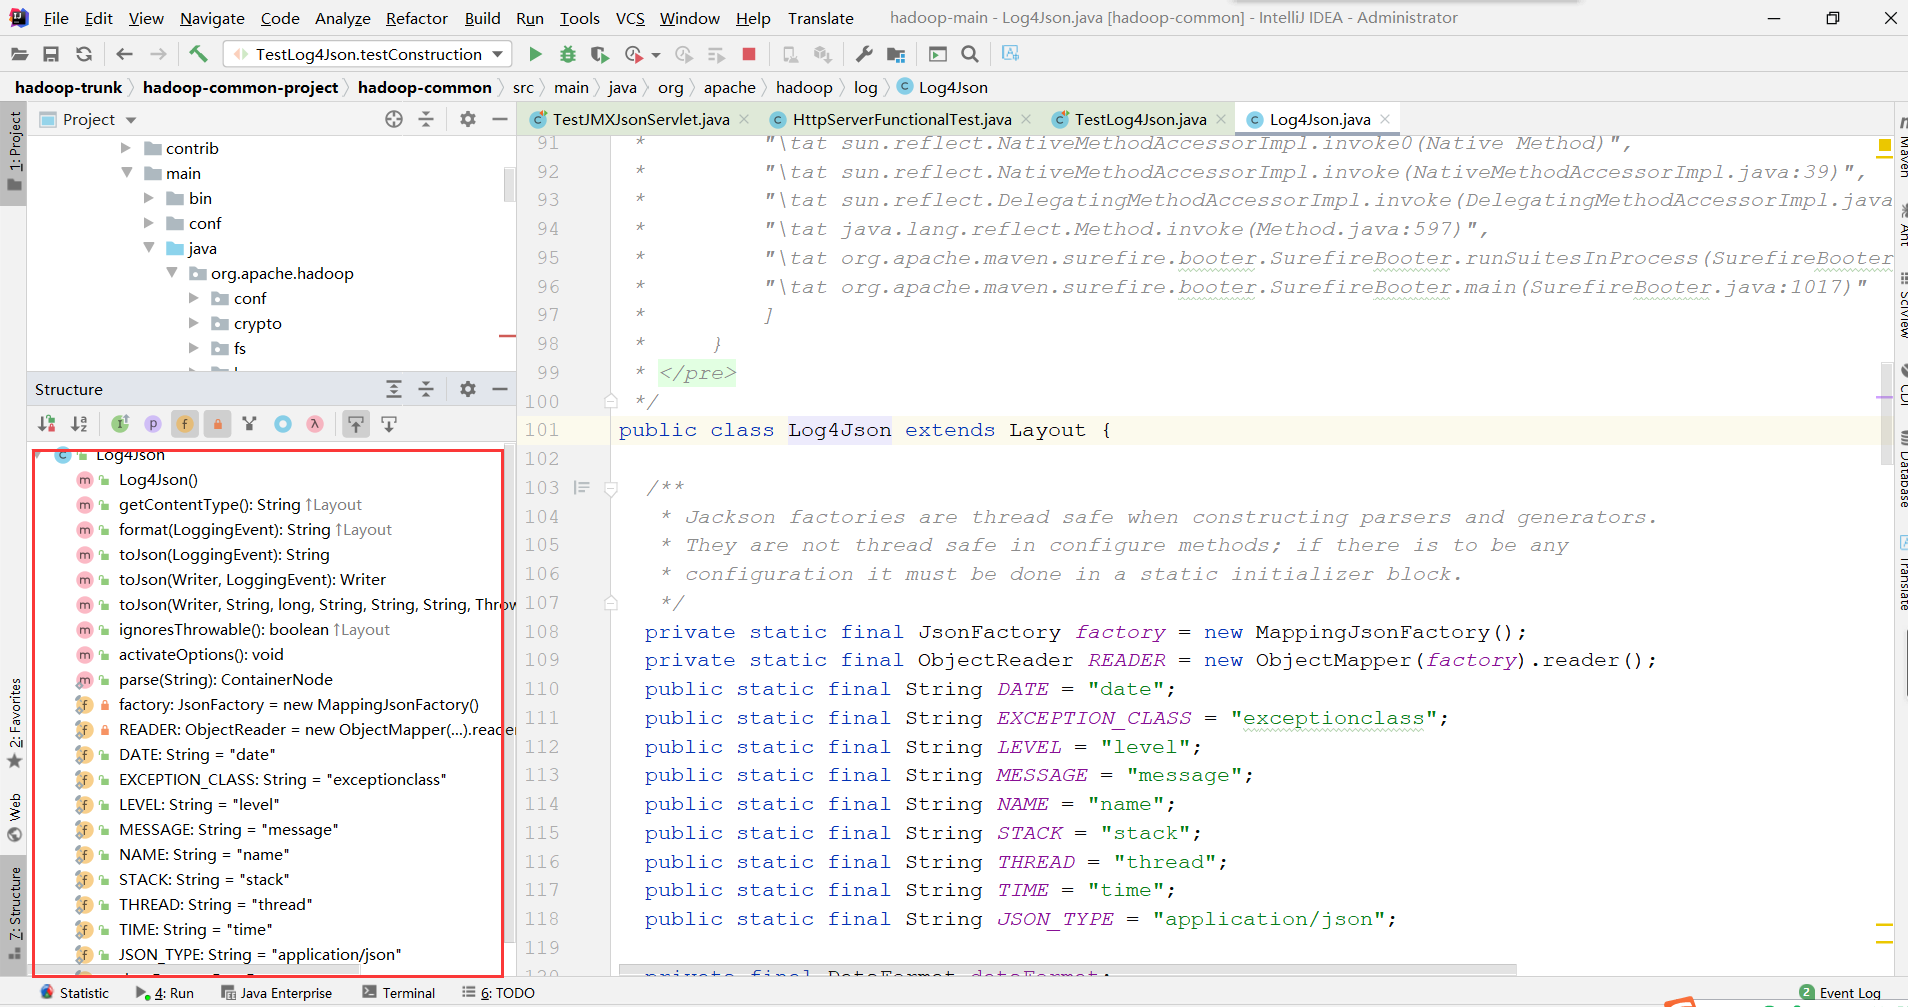 File Edit View Navigate Code Analyze Refactor Build Run Tools VCS Window Help Translate hadoop-main - Log4Json.java [hadoop-common] - IntelliJ IDEA - Administrator
TestLog4Json.testConstruction
hadoop-trunk hadoop-common-project hadoop-common src main java org apache hadoop log Log4Json
1: Project
Project
contrib
main
bin
conf
java
org.apache.hadoop
conf
crypto
fs
Structure
Log4Json
Log4Json()
getContentType(): String ↑Layout
format(LoggingEvent): String ↑Layout
toJson(LoggingEvent): String
toJson(Writer, LoggingEvent): Writer
toJson(Writer, String, long, String, String, String, Throw
ignoresThrowable(): boolean ↑Layout
activateOptions(): void
parse(String): ContainerNode
factory: JsonFactory = new MappingJsonFactory()
READER: ObjectReader = new ObjectMapper(...).reade
DATE: String = "date"
EXCEPTION_CLASS: String = "exceptionclass"
LEVEL: String = "level"
MESSAGE: String = "message"
NAME: String = "name"
STACK: String = "stack"
THREAD: String = "thread"
TIME: String = "time"
JSON_TYPE: String = "application/json"
2: Favorites
Web
7: Structure
TestJMXJsonServlet.java HttpServerFunctionalTest.java TestLog4Json.java Log4Json.java
91 * "\tat sun.reflect.NativeMethodAccessorImpl.invoke0(Native Method)",
92 * "\tat sun.reflect.NativeMethodAccessorImpl.invoke(NativeMethodAccessorImpl.java:39)",
93 * "\tat sun.reflect.DelegatingMethodAccessorImpl.invoke(DelegatingMethodAccessorImpl.java
94 * "\tat java.lang.reflect.Method.invoke(Method.java:597)",
95 * "\tat org.apache.maven.surefire.booter.SurefireBooter.runSuitesInProcess(SurefireBooter
96 * "\tat org.apache.maven.surefire.booter.SurefireBooter.main(SurefireBooter.java:1017)"
97 * ]
98 * }
99 * </pre>
100 */
101 public class Log4Json extends Layout {
102
103 /**
104 * Jackson factories are thread safe when constructing parsers and generators.
105 * They are not thread safe in configure methods; if there is to be any
106 * configuration it must be done in a static initializer block.
107 */
108 private static final JsonFactory factory = new MappingJsonFactory();
109 private static final ObjectReader READER = new ObjectMapper(factory).reader();
110 public static final String DATE = "date";
111 public static final String EXCEPTION_CLASS = "exceptionclass";
112 public static final String LEVEL = "level";
113 public static final String MESSAGE = "message";
114 public static final String NAME = "name";
115 public static final String STACK = "stack";
116 public static final String THREAD = "thread";
117 public static final String TIME = "time";
118 public static final String JSON_TYPE = "application/json";
119
120 private final DateFormat dateFormat;
Maven
Ant
SciView
CDI
Database
Translate
Statistic 4: Run Java Enterprise Terminal 6: TODO 2 Event Log